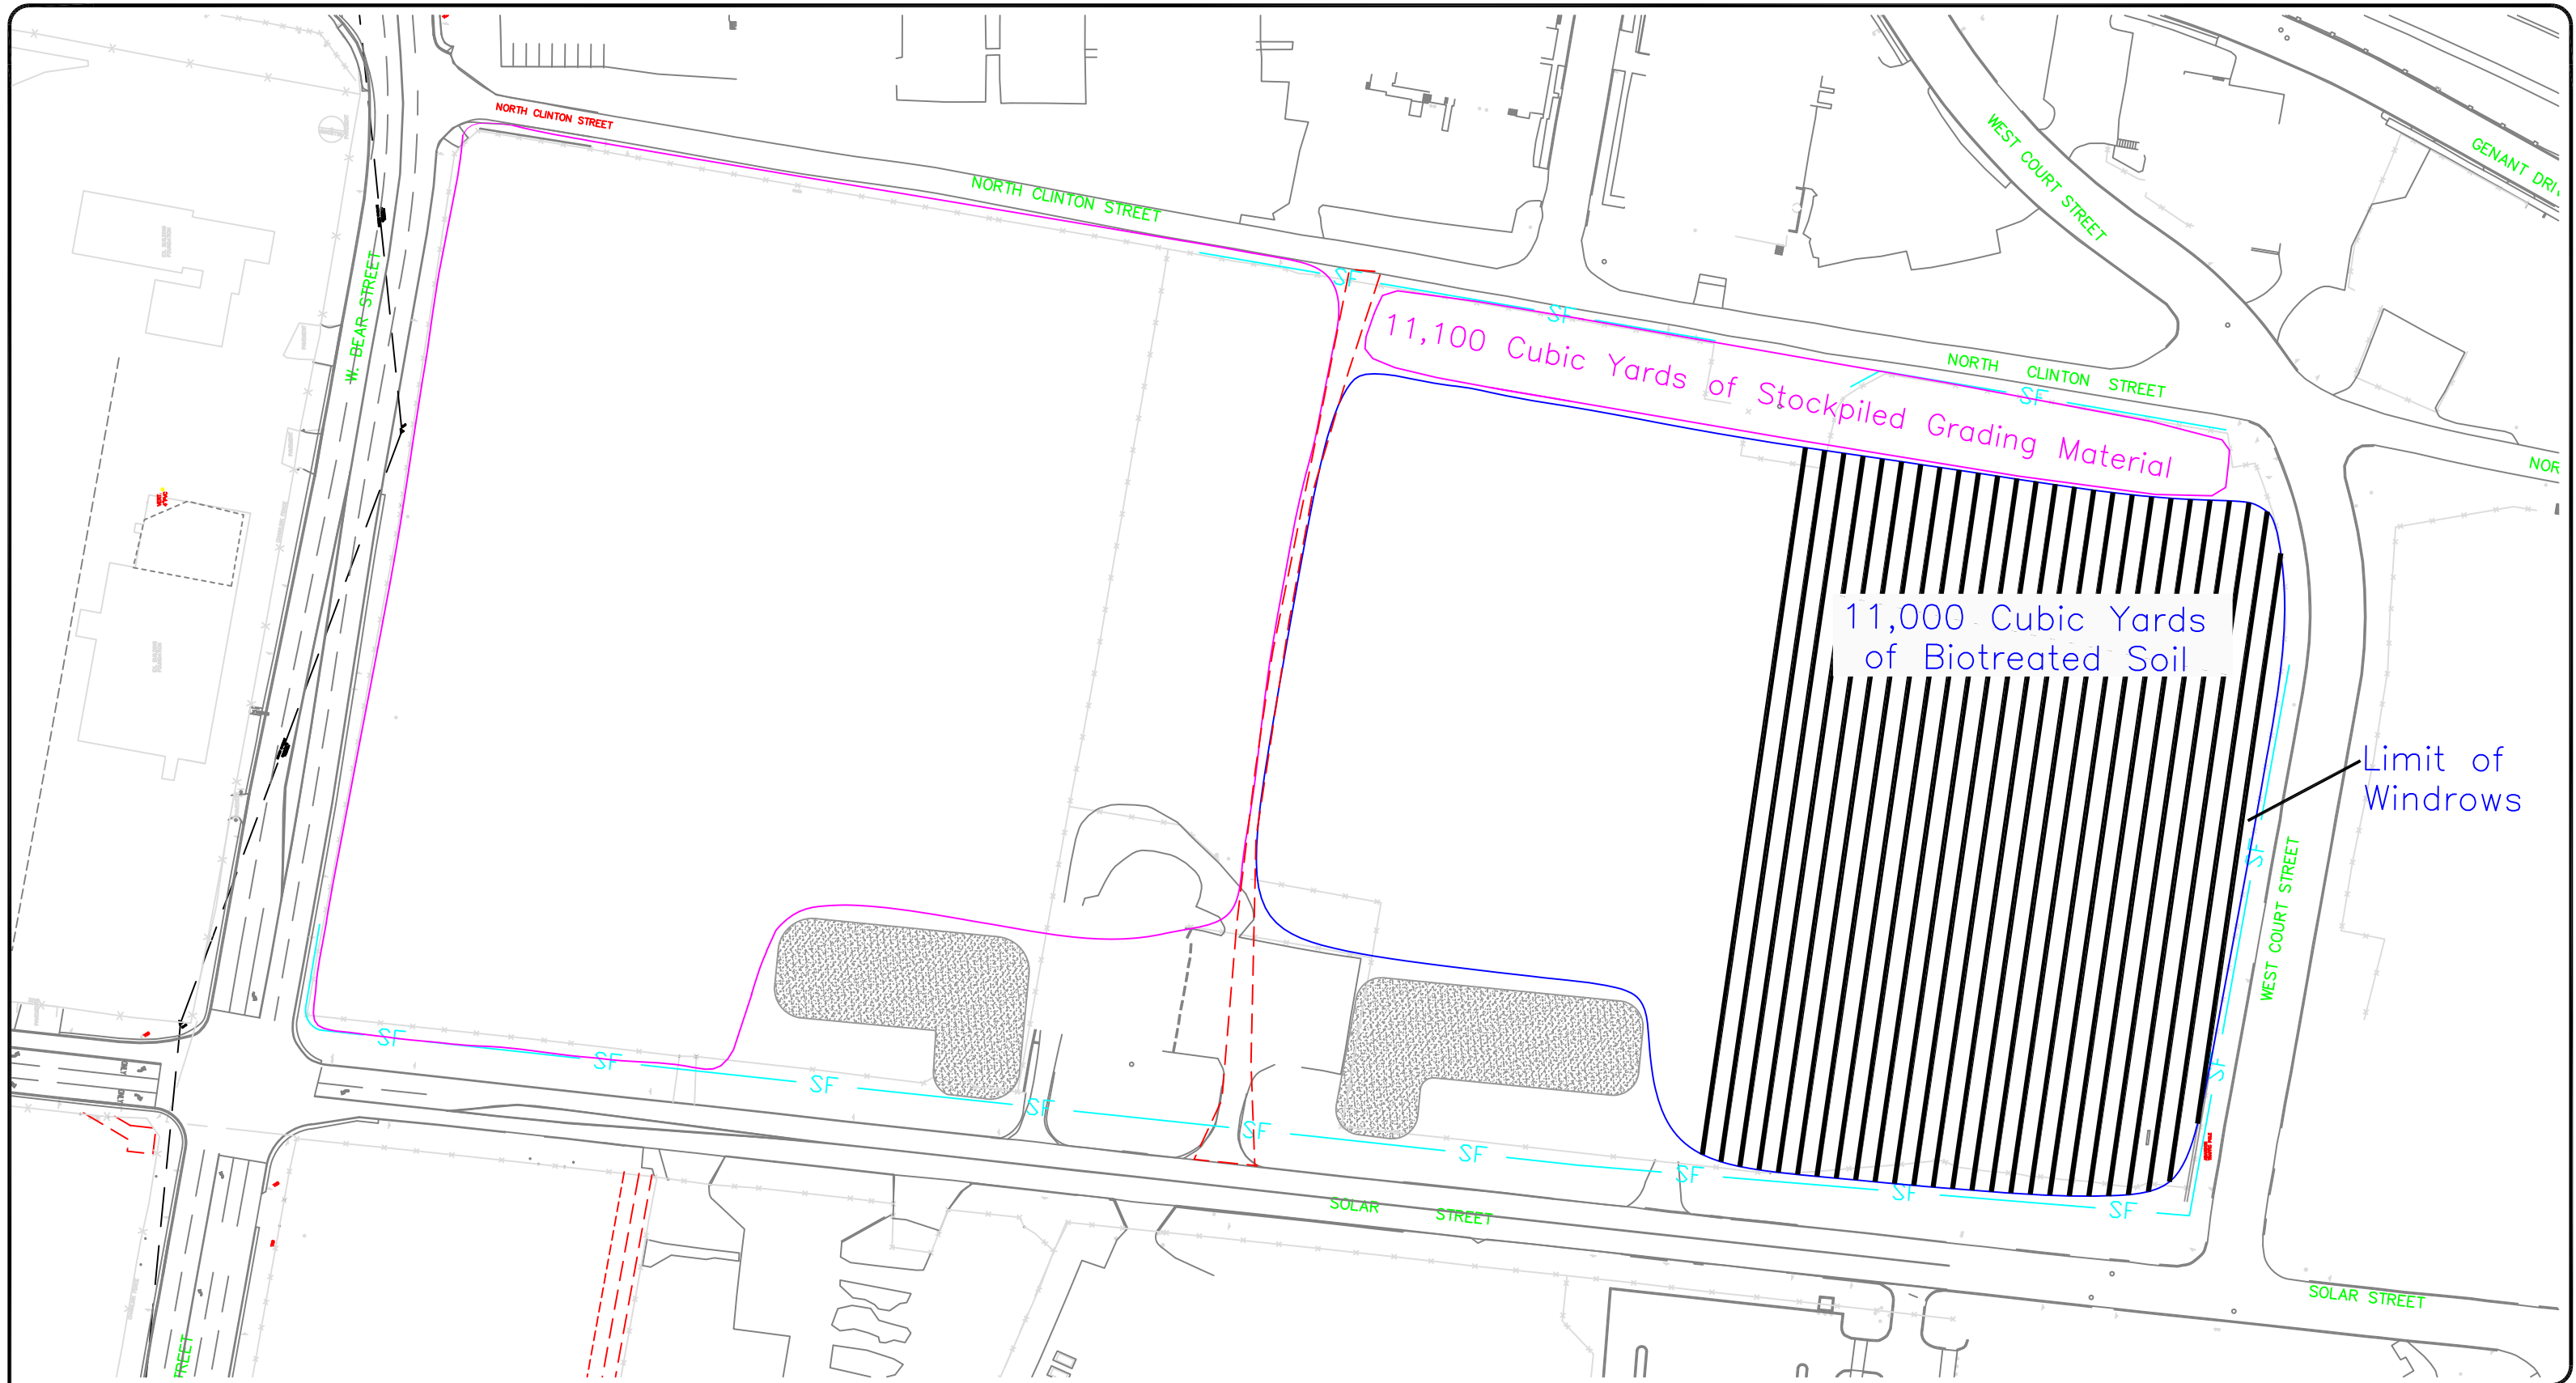 NORTH CLINTON STREET
NORTH CLINTON STREET
WEST COURT STREET
GENANT DRI
W. BEAR STREET
SF
SF
11,100 Cubic Yards of Stockpiled Grading Material
NORTH CLINTON STREET
SF
NOR
11,000 Cubic Yards
of Biotreated Soil
Limit of
Windrows
SF
WEST COURT STREET
SF
SF
SF
SF
SF
SF
SF
SF
SF
SF
SOLAR STREET
SOLAR STREET
TREET
ONLY
ONLY